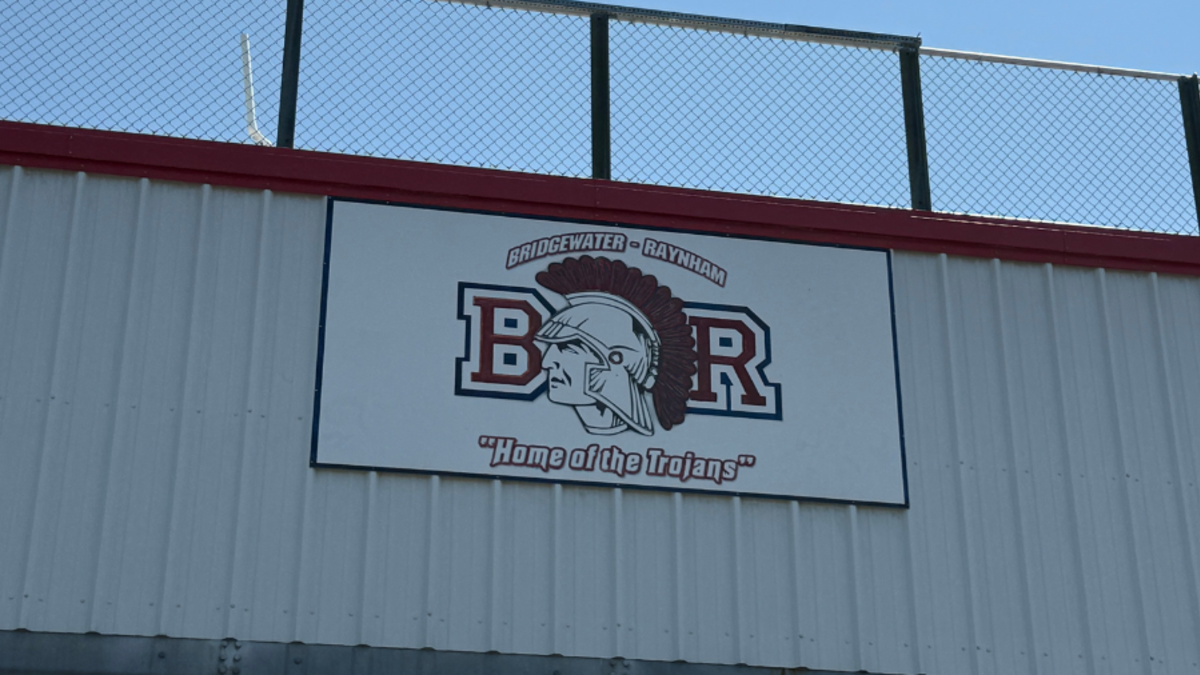 BRIDGEWATER - RAYNHAM
B R
"Home of the Trojans"